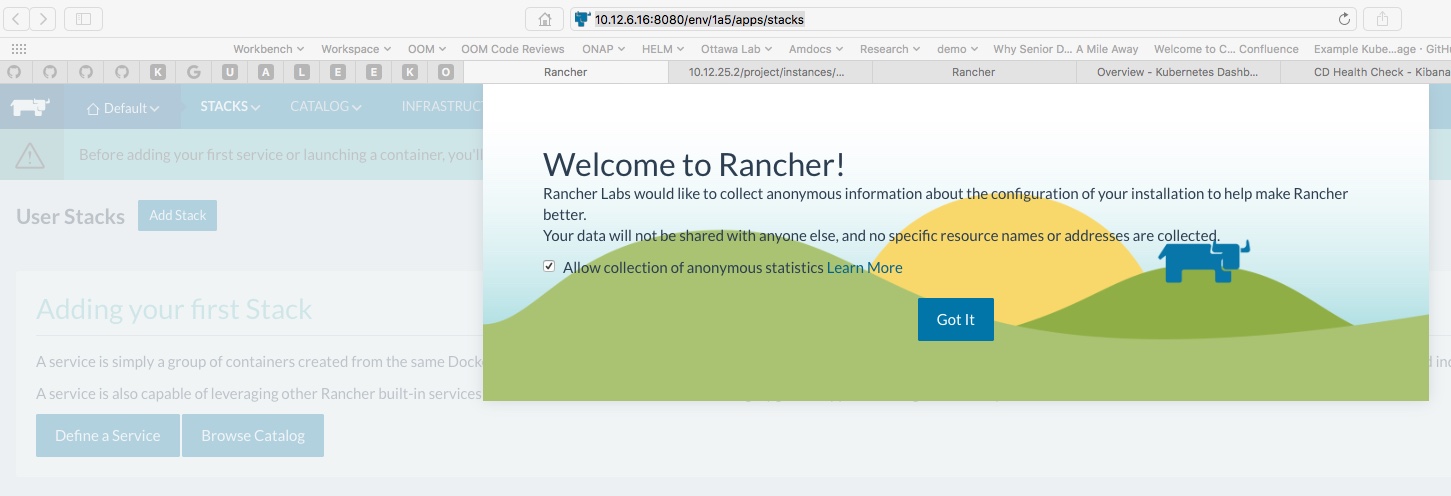 10.12.6.16:8080/env/1a5/apps/stacks
Workbench Workspace OOM OOM Code Reviews ONAP HELM Ottawa Lab Amdocs Research demo Why Senior D... A Mile Away Welcome to C... Confluence Example Kube...age · GitH
K G U A L E E K O Rancher 10.12.25.2/project/instances/... Rancher Overview - Kubernetes Dashb... CD Health Check - Kibana
Default STACKS CATALOG INFRASTRUC
Before adding your first service or launching a container, you'll
Welcome to Rancher!
Rancher Labs would like to collect anonymous information about the configuration of your installation to help make Rancher
better.
Your data will not be shared with anyone else, and no specific resource names or addresses are collected.
Allow collection of anonymous statistics Learn More
Got It
User Stacks Add Stack
Adding your first Stack
A service is simply a group of containers created from the same Dock
A service is also capable of leveraging other Rancher built-in services
Define a Service Browse Catalog